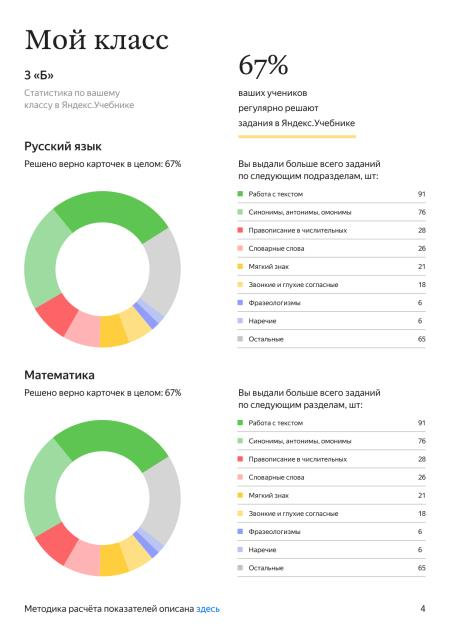 Мой класс
3 «Б»
Статистика по вашему
классу в Яндекс.Учебнике
67%
ваших учеников
регулярно решают
задания в Яндекс.Учебнике
Русский язык
Решено верно карточек в целом: 67%
Вы выдали больше всего заданий
по следующим подразделам, шт:
Работа с текстом 91
Синонимы, антонимы, омонимы 76
Правописание в числительных 28
Словарные слова 26
Мягкий знак 21
Звонкие и глухие согласные 18
Фразеологизмы 6
Наречие 6
Остальные 65
Математика
Решено верно карточек в целом: 67%
Вы выдали больше всего заданий
по следующим разделам, шт:
Работа с текстом 91
Синонимы, антонимы, омонимы 76
Правописание в числительных 28
Словарные слова 26
Мягкий знак 21
Звонкие и глухие согласные 18
Фразеологизмы 6
Наречие 6
Остальные 65
Методика расчёта показателей описана здесь 4